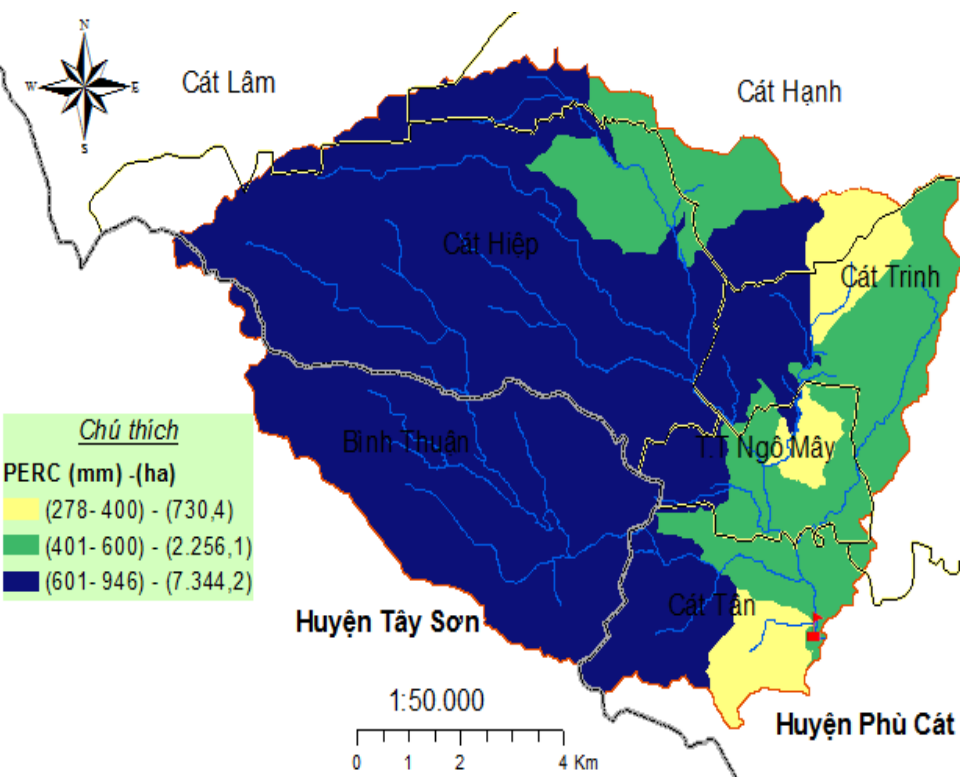 N
W E
S
Cát Lâm
Cát Hạnh
Cát Hiệp
Cát Trinh
Bình Thuận
T.T Ngô Mây
Cát Tân
Chú thích
PERC (mm) -(ha)
(278- 400) - (730,4)
(401- 600) - (2.256,1)
(601- 946) - (7.344,2)
Huyện Tây Sơn
Huyện Phù Cát
1:50.000
0 1 2 4 Km